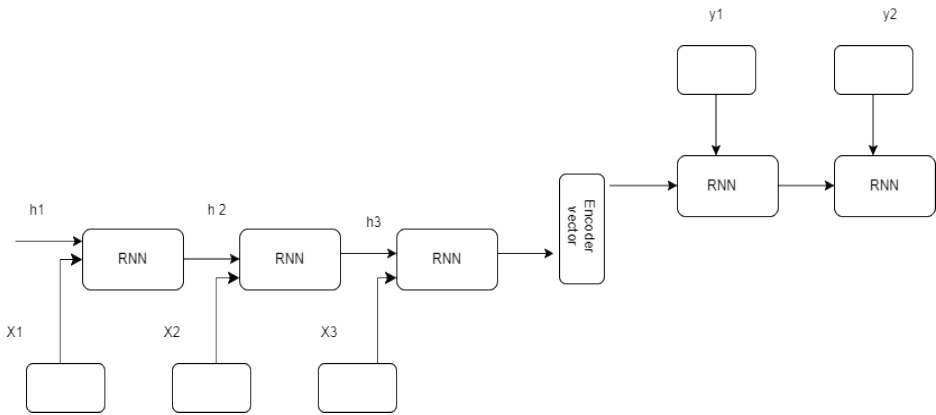 y1
y2
RNN
RNN
Encoder
vector
h1
h 2
h3
RNN
RNN
RNN
X1
X2
X3